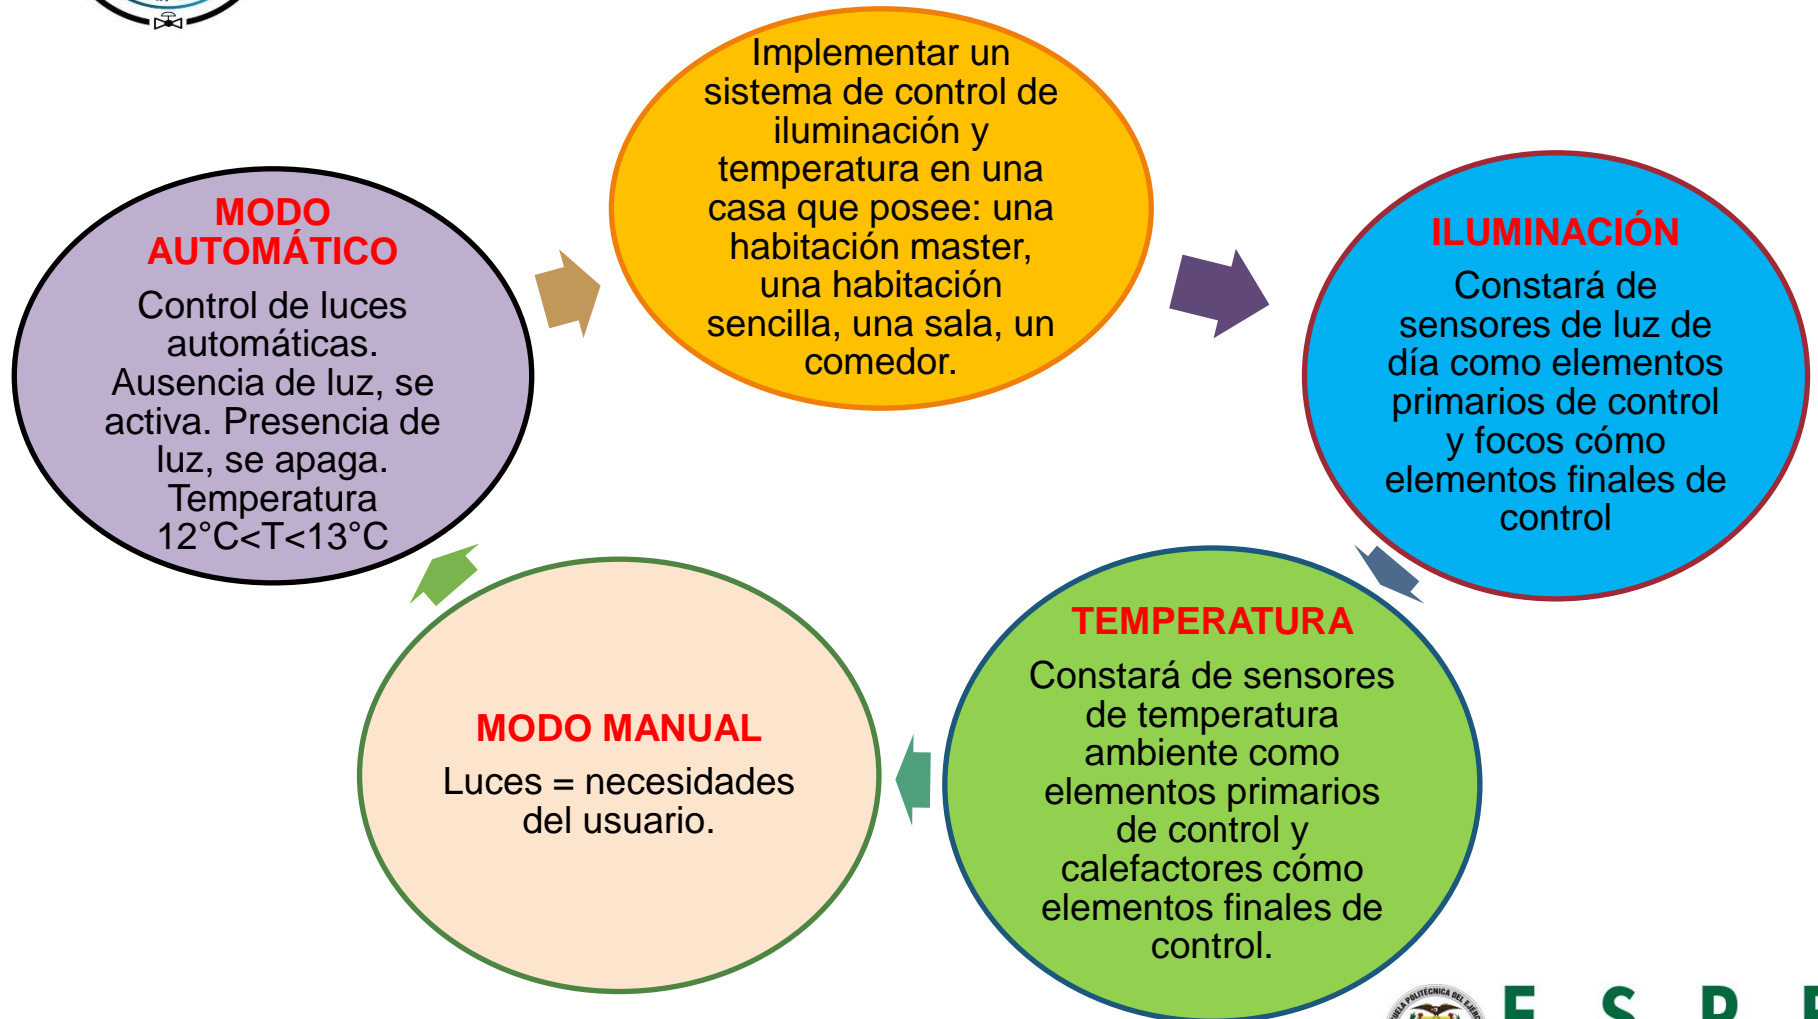 Implementar un
sistema de control de
iluminación y
temperatura en una
casa que posee: una
habitación master,
una habitación
sencilla, una sala, un
comedor.
ILUMINACIÓN
Constará de
sensores de luz de
día como elementos
primarios de control
y focos cómo
elementos finales de
control
TEMPERATURA
Constará de sensores
de temperatura
ambiente como
elementos primarios
de control y
calefactores cómo
elementos finales de
control.
MODO MANUAL
Luces = necesidades
del usuario.
MODO
AUTOMÁTICO
Control de luces
automáticas.
Ausencia de luz, se
activa. Presencia de
luz, se apaga.
Temperatura
12°C<T<13°C
POLITECNICA DEL
E S P E